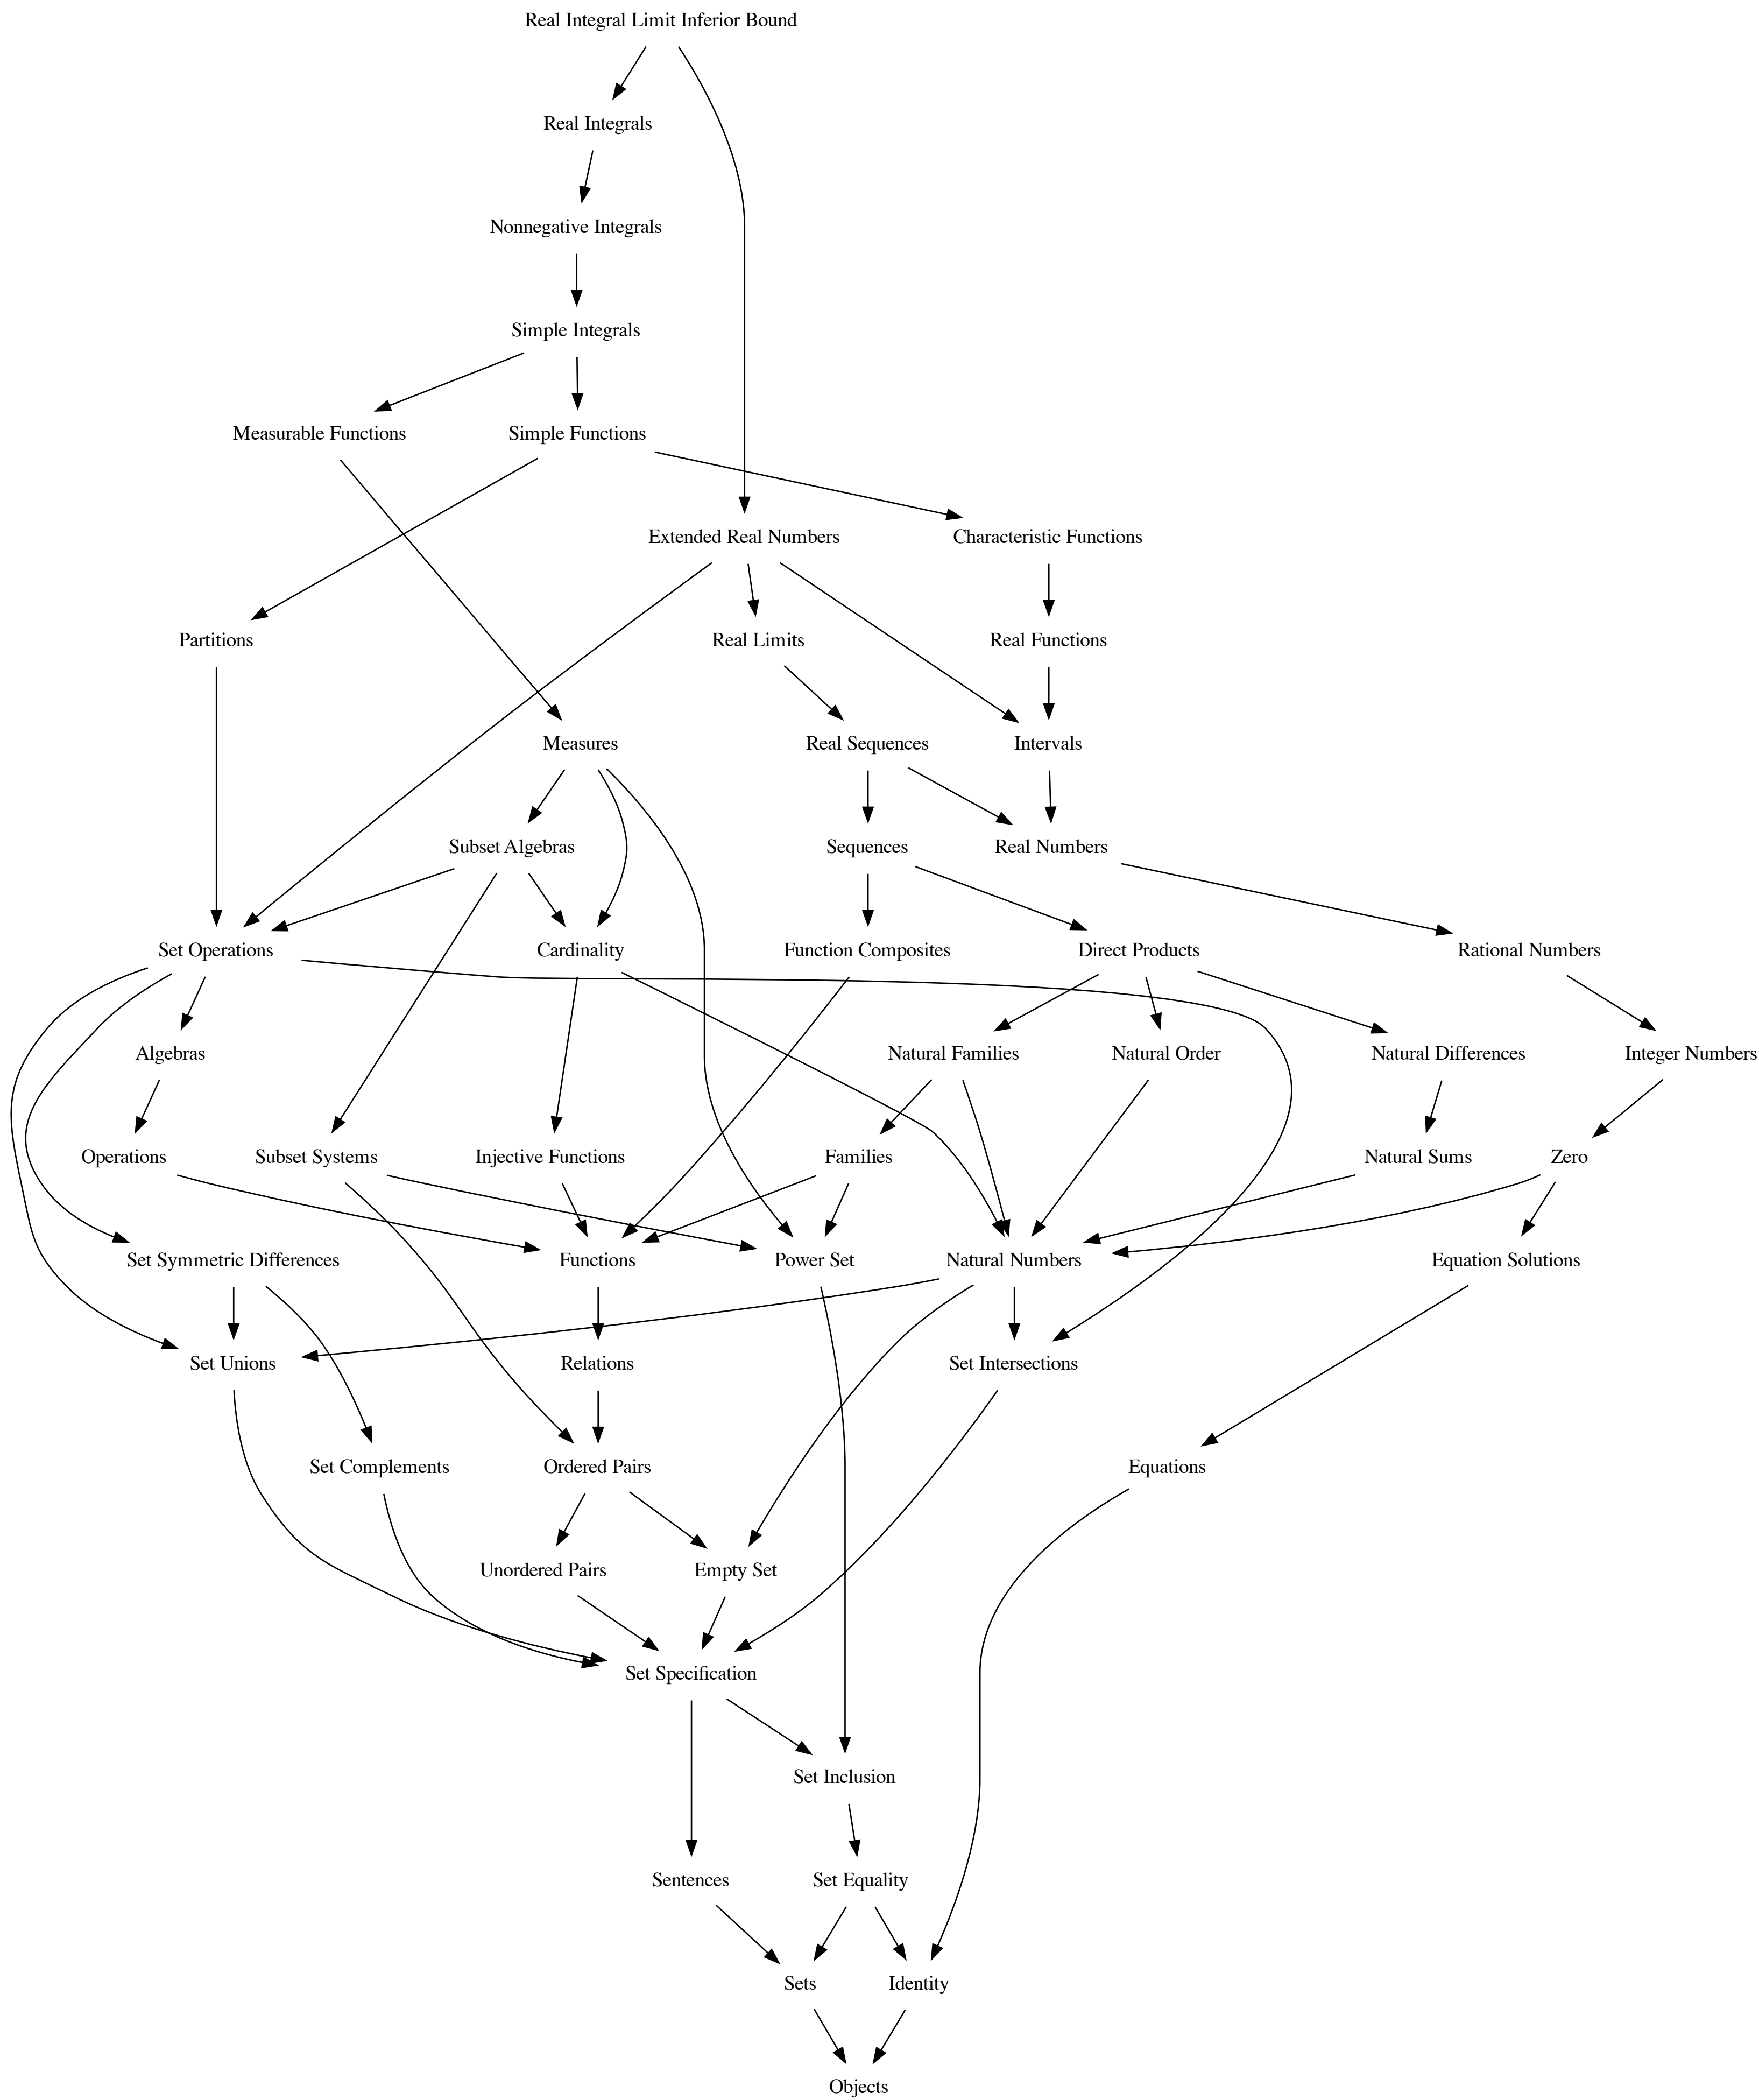 Real Integral Limit Inferior Bound
Real Integrals
Nonnegative Integrals
Simple Integrals
Measurable Functions
Simple Functions
Extended Real Numbers
Characteristic Functions
Partitions
Real Limits
Real Functions
Measures
Real Sequences
Intervals
Subset Algebras
Sequences
Real Numbers
Set Operations
Cardinality
Function Composites
Direct Products
Rational Numbers
Algebras
Natural Families
Natural Order
Natural Differences
Integer Numbers
Operations
Subset Systems
Injective Functions
Families
Natural Sums
Zero
Set Symmetric Differences
Functions
Power Set
Natural Numbers
Equation Solutions
Set Unions
Relations
Set Intersections
Set Complements
Ordered Pairs
Equations
Unordered Pairs
Empty Set
Set Specification
Set Inclusion
Sentences
Set Equality
Sets
Identity
Objects